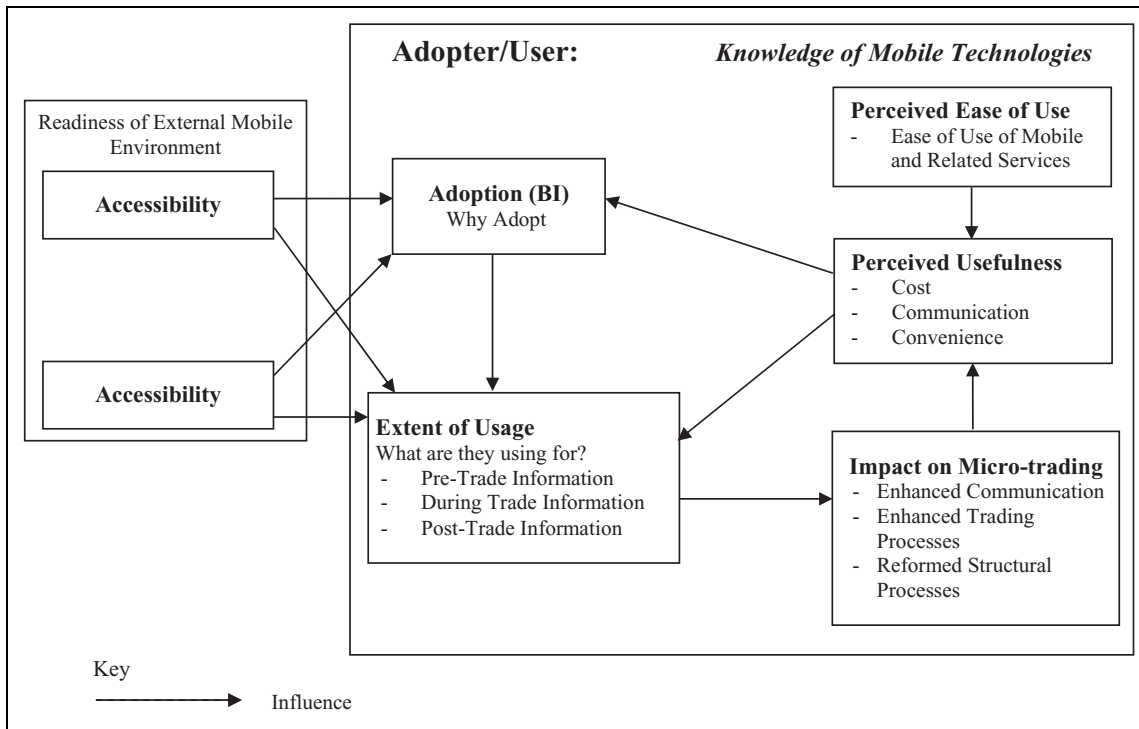 Adopter/User:
Knowledge of Mobile Technologies
Readiness of External Mobile
Environment
Accessibility
Accessibility
Adoption (BI)
Why Adopt
Extent of Usage
What are they using for?
- Pre-Trade Information
- During Trade Information
- Post-Trade Information
Perceived Ease of Use
- Ease of Use of Mobile
and Related Services
Perceived Usefulness
- Cost
- Communication
- Convenience
Impact on Micro-trading
- Enhanced Communication
- Enhanced Trading
Processes
- Reformed Structural
Processes
Key
Influence